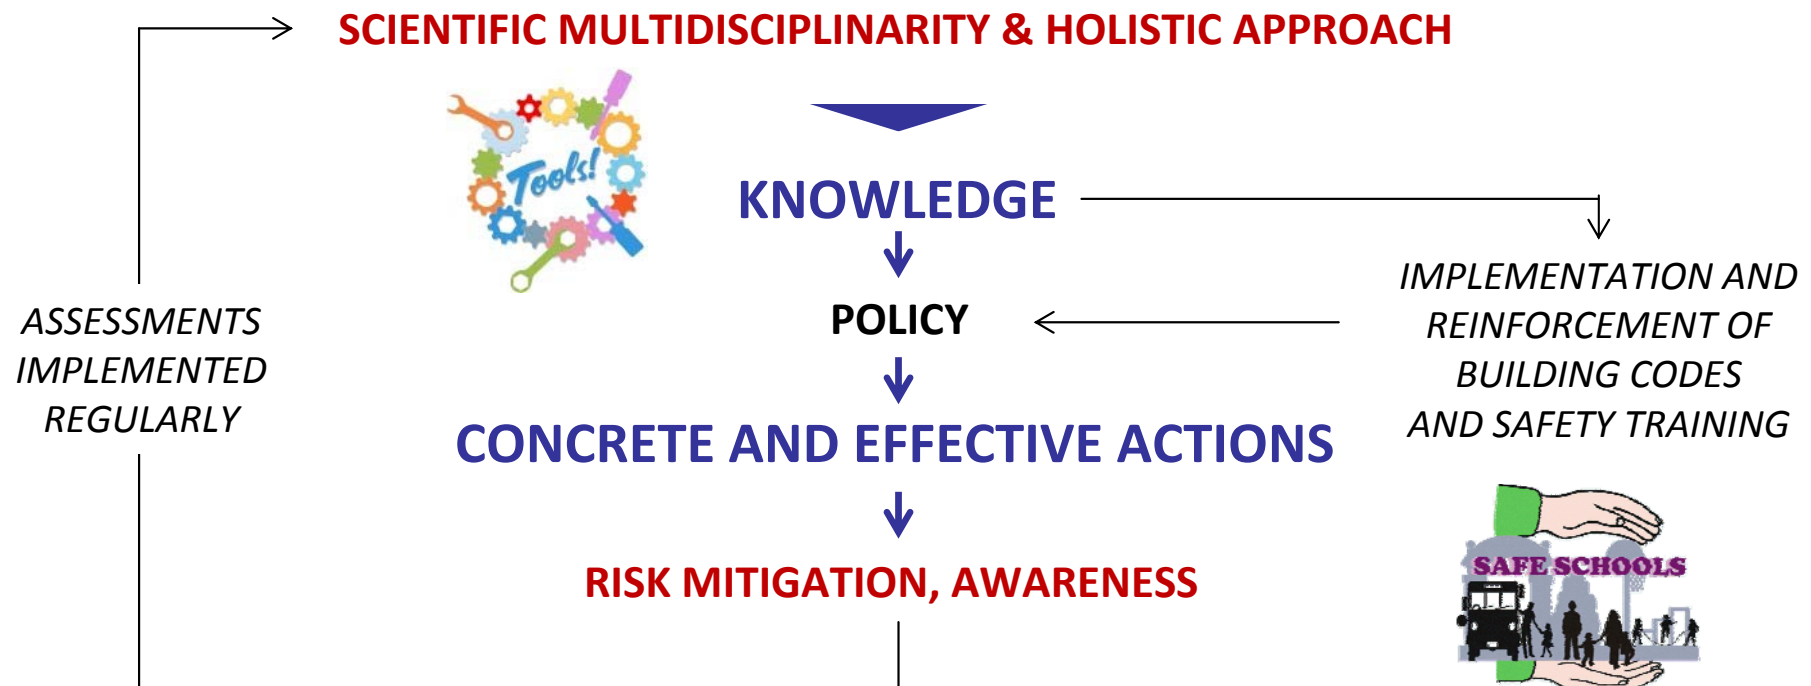 SCIENTIFIC MULTIDISCIPLINARITY & HOLISTIC APPROACH
Tools!
KNOWLEDGE
POLICY
CONCRETE AND EFFECTIVE ACTIONS
RISK MITIGATION, AWARENESS
ASSESSMENTS
IMPLEMENTED
REGULARLY
IMPLEMENTATION AND
REINFORCEMENT OF
BUILDING CODES
AND SAFETY TRAINING
SAFE SCHOOLS